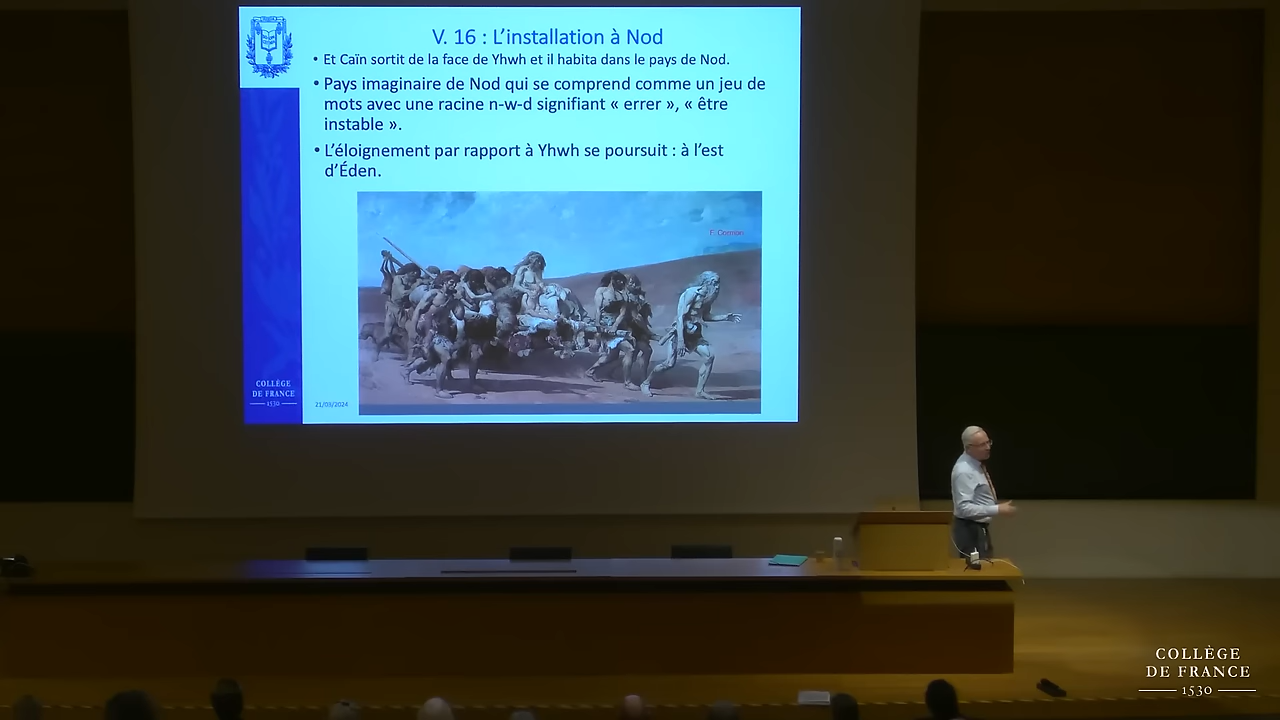 V. 16 : L’installation à Nod
• Et Caïn sortit de la face de Yhwh et il habita dans le pays de Nod.
• Pays imaginaire de Nod qui se comprend comme un jeu de
mots avec une racine n-w-d signifiant « errer », « être
instable ».
• L’éloignement par rapport à Yhwh se poursuit : à l’est
d’Éden.
F. Cormon
COLLÈGE
DE FRANCE
1530
21/03/2024
COLLÈGE
DE FRANCE
1530